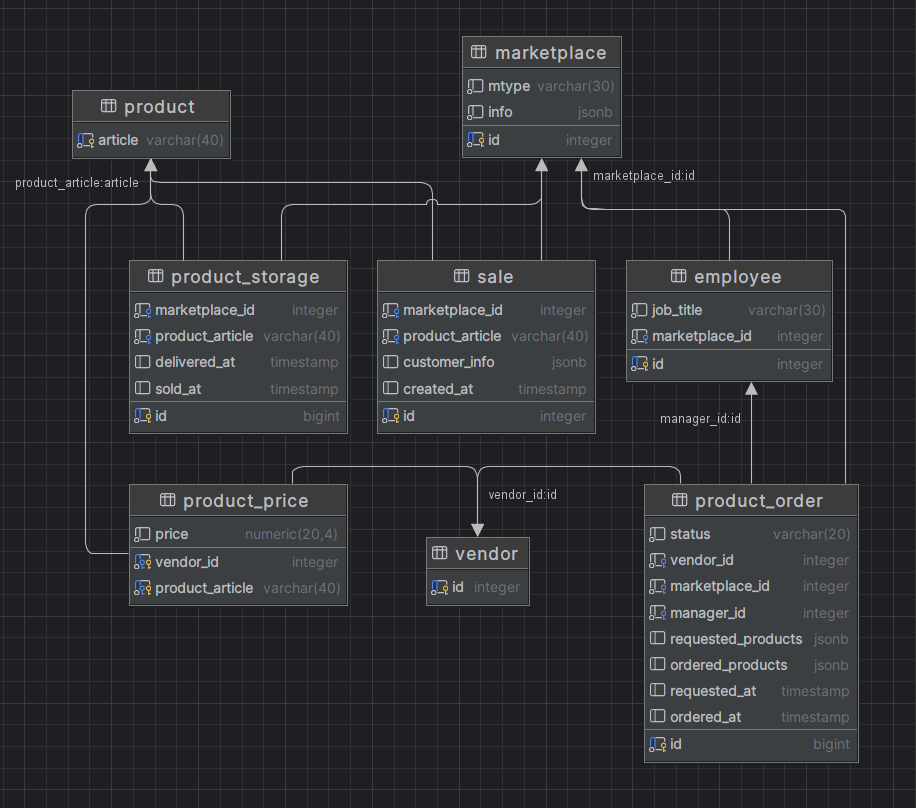 marketplace
mtype varchar(30)
info jsonb
id integer
product
article varchar(40)
product_article:article
marketplace_id:id
product_storage
marketplace_id integer
product_article varchar(40)
delivered_at timestamp
sold_at timestamp
id bigint
sale
marketplace_id integer
product_article varchar(40)
customer_info jsonb
created_at timestamp
id integer
employee
job_title varchar(30)
marketplace_id integer
id integer
manager_id:id
product_price
price numeric(20,4)
vendor_id integer
product_article varchar(40)
vendor_id:id
vendor
id integer
product_order
status varchar(20)
vendor_id integer
marketplace_id integer
manager_id integer
requested_products jsonb
ordered_products jsonb
requested_at timestamp
ordered_at timestamp
id bigint